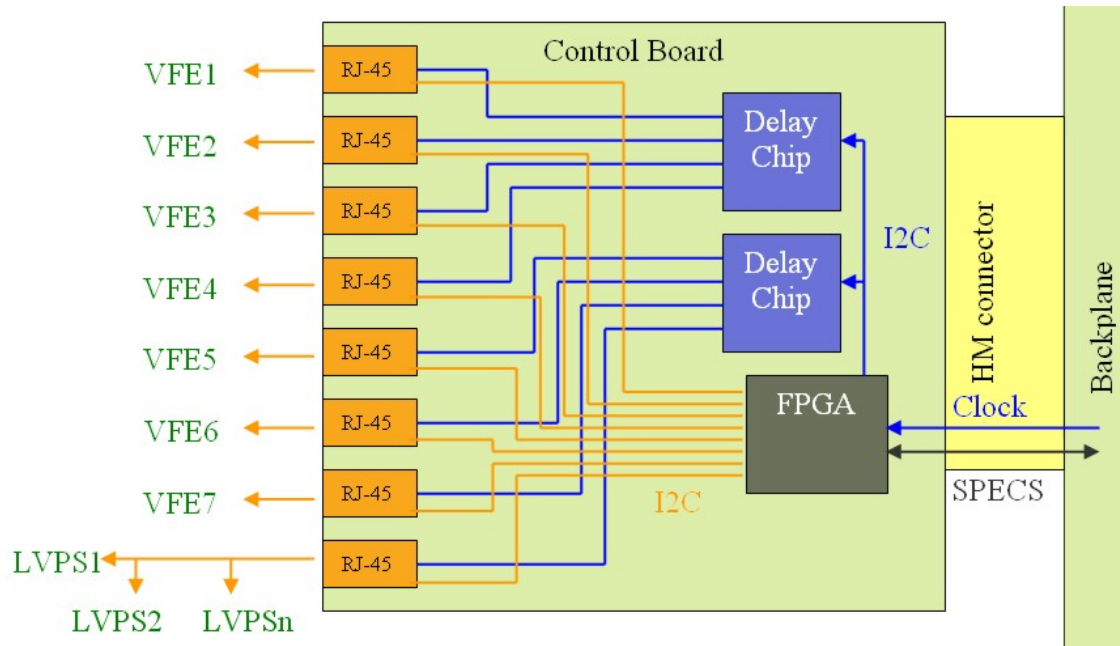 Control Board
VFE1
RJ-45
VFE2
RJ-45
VFE3
RJ-45
VFE4
RJ-45
VFE5
RJ-45
VFE6
RJ-45
VFE7
RJ-45
LVPS1
RJ-45
LVPS2
LVPSn
Delay
Chip
Delay
Chip
I2C
FPGA
I2C
HM connector
Clock
SPECS
Backplane